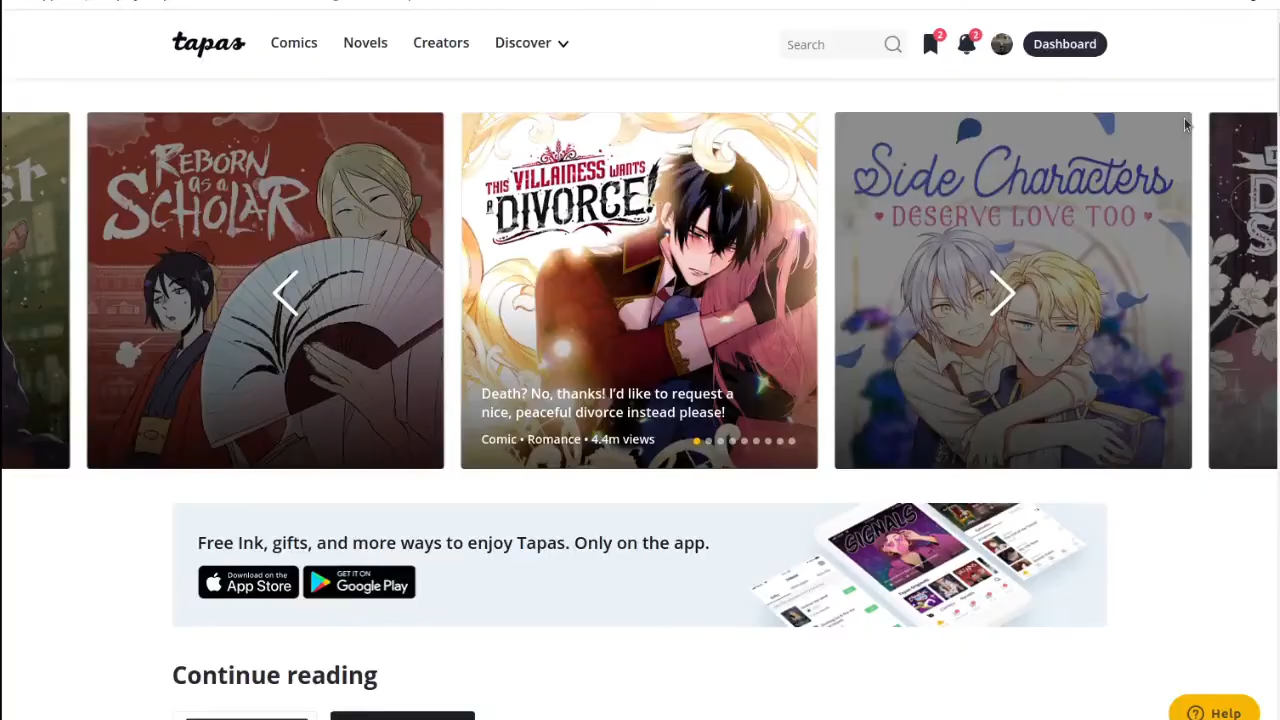 tapas
Comics
Novels
Creators
Discover
Search
2
2
Dashboard
REBORN
as a
SCHOLAR
THIS VILLAINESS WANTS
A DIVORCE!
Death? No, thanks! I'd like to request a
nice, peaceful divorce instead please!
Comic • Romance • 4.4m views
Side Characters
DESERVE LOVE TOO
Free Ink, gifts, and more ways to enjoy Tapas. Only on the app.
Download on the
App Store
GET IT ON
Google Play
SIGNALS
Continue reading
Help